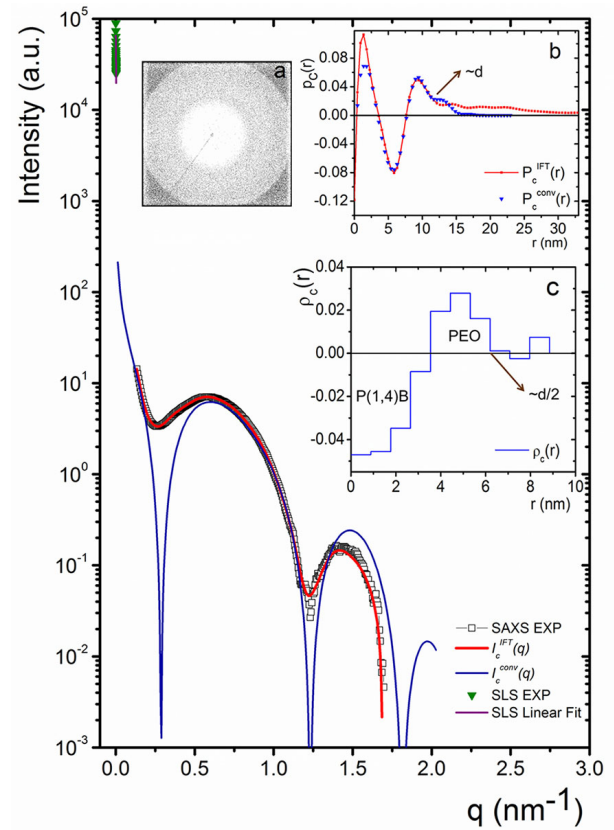 Intensity (a.u.)
10^5
10^4
10^3
10^2
10^1
10^0
10^-1
10^-2
10^-3
0.0 0.5 1.0 1.5 2.0 2.5 3.0
q (nm^-1)
a
b
p_C(r)
0.08
0.04
0.00
-0.04
-0.08
-0.12
0 5 10 15 20 25 30
r (nm)
~d
P_c^IFT(r)
P_c^conv(r)
c
ρ_c(r)
0.04
0.02
0.00
-0.02
-0.04
0 2 4 6 8 10
r (nm)
PEO
P(1,4)B
~d/2
ρ_c(r)
SAXS EXP
I_c^IFT(q)
I_c^conv(q)
SLS EXP
SLS Linear Fit